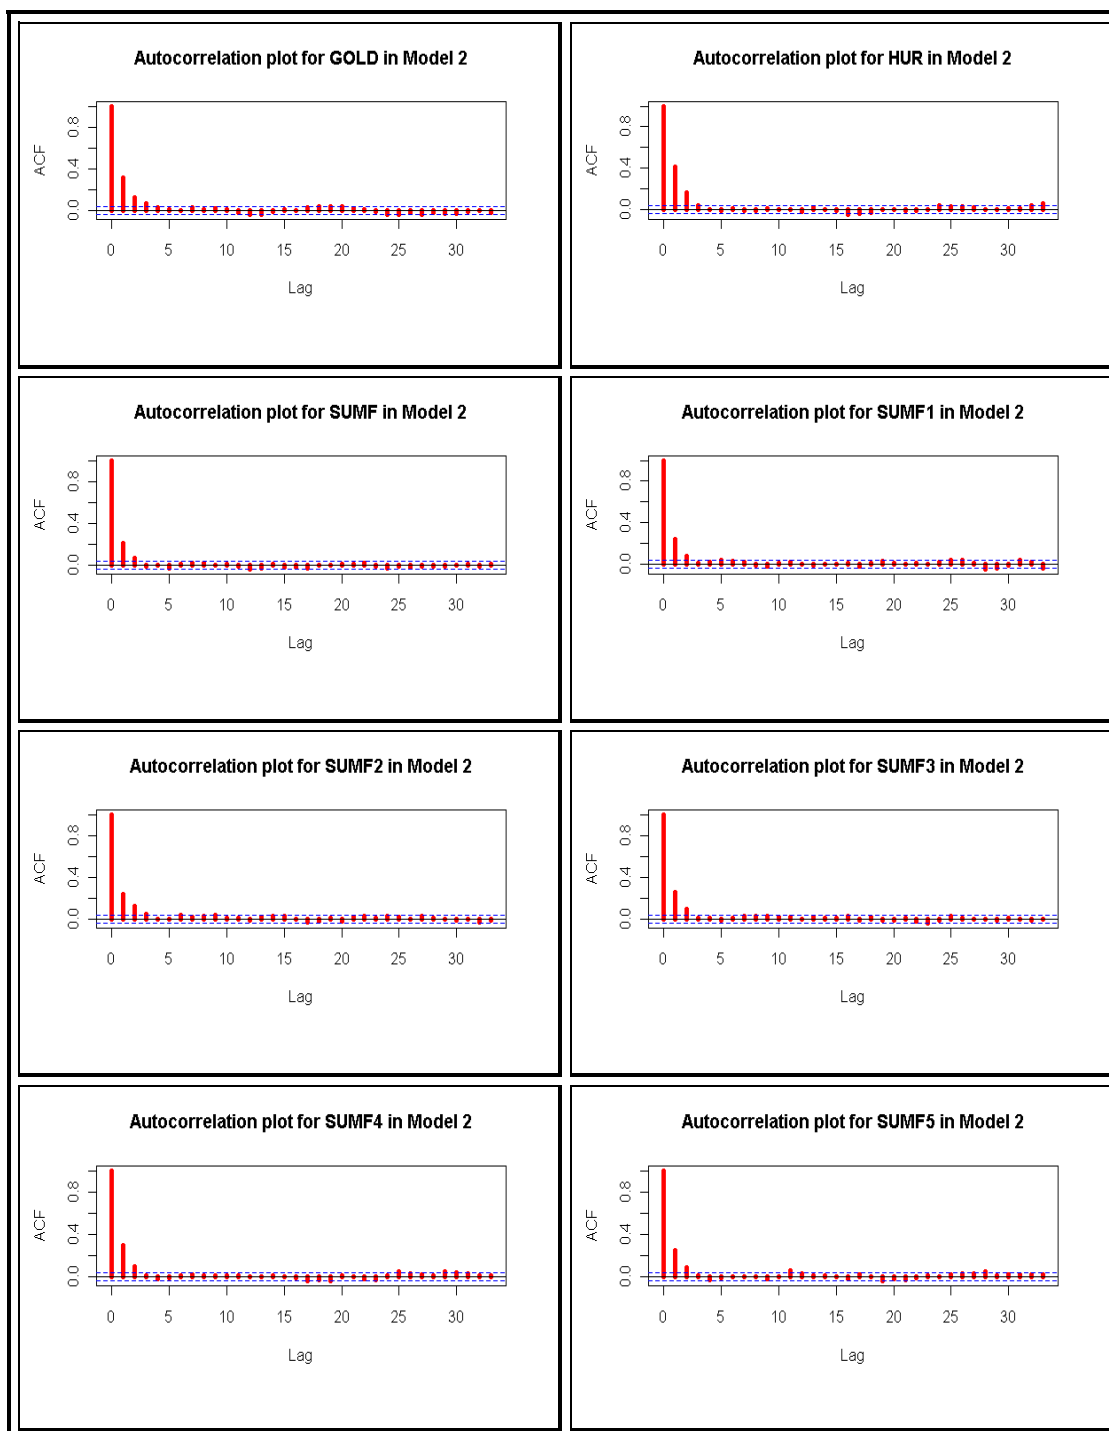 Autocorrelation plot for GOLD in Model 2
ACF
0.0 0.4 0.8
0 5 10 15 20 25 30
Lag
Autocorrelation plot for HUR in Model 2
ACF
0.0 0.4 0.8
0 5 10 15 20 25 30
Lag
Autocorrelation plot for SUMF in Model 2
ACF
0.0 0.4 0.8
0 5 10 15 20 25 30
Lag
Autocorrelation plot for SUMF1 in Model 2
ACF
0.0 0.4 0.8
0 5 10 15 20 25 30
Lag
Autocorrelation plot for SUMF2 in Model 2
ACF
0.0 0.4 0.8
0 5 10 15 20 25 30
Lag
Autocorrelation plot for SUMF3 in Model 2
ACF
0.0 0.4 0.8
0 5 10 15 20 25 30
Lag
Autocorrelation plot for SUMF4 in Model 2
ACF
0.0 0.4 0.8
0 5 10 15 20 25 30
Lag
Autocorrelation plot for SUMF5 in Model 2
ACF
0.0 0.4 0.8
0 5 10 15 20 25 30
Lag